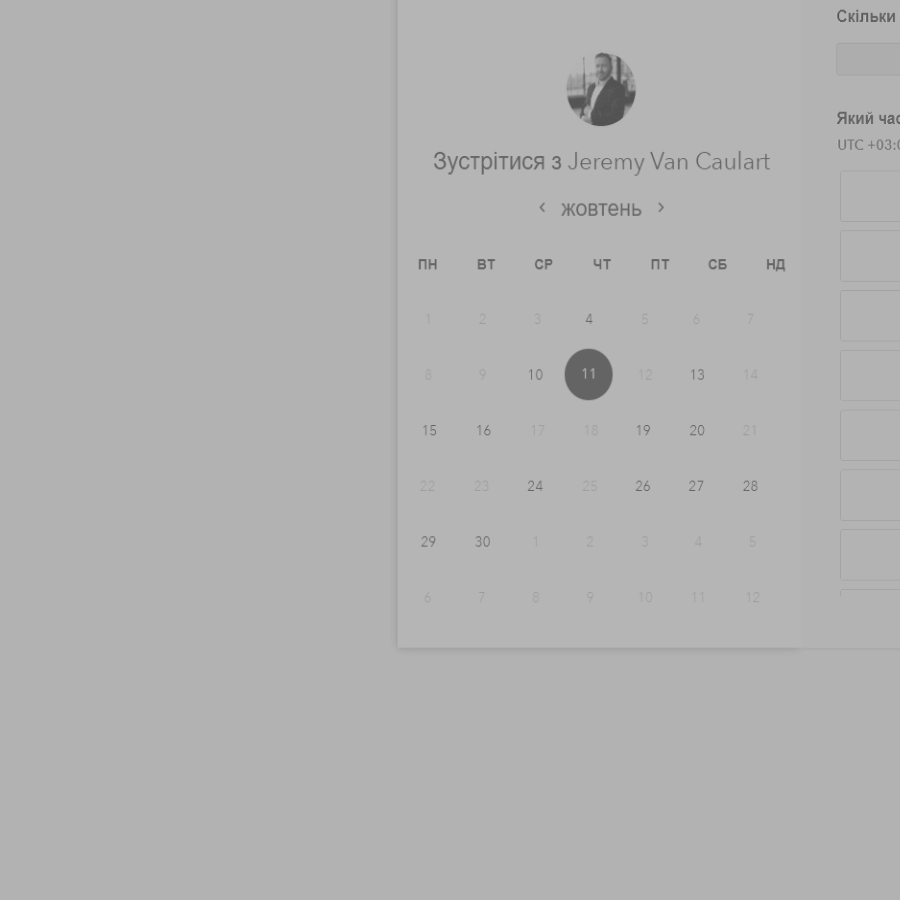 Зустрітися з Jeremy Van Caulart
‹ жовтень ›
ПН ВТ СР ЧТ ПТ СБ НД
1 2 3 4 5 6 7
8 9 10 11 12 13 14
15 16 17 18 19 20 21
22 23 24 25 26 27 28
29 30 1 2 3 4 5
6 7 8 9 10 11 12
Скільки
Який
UTC +03: